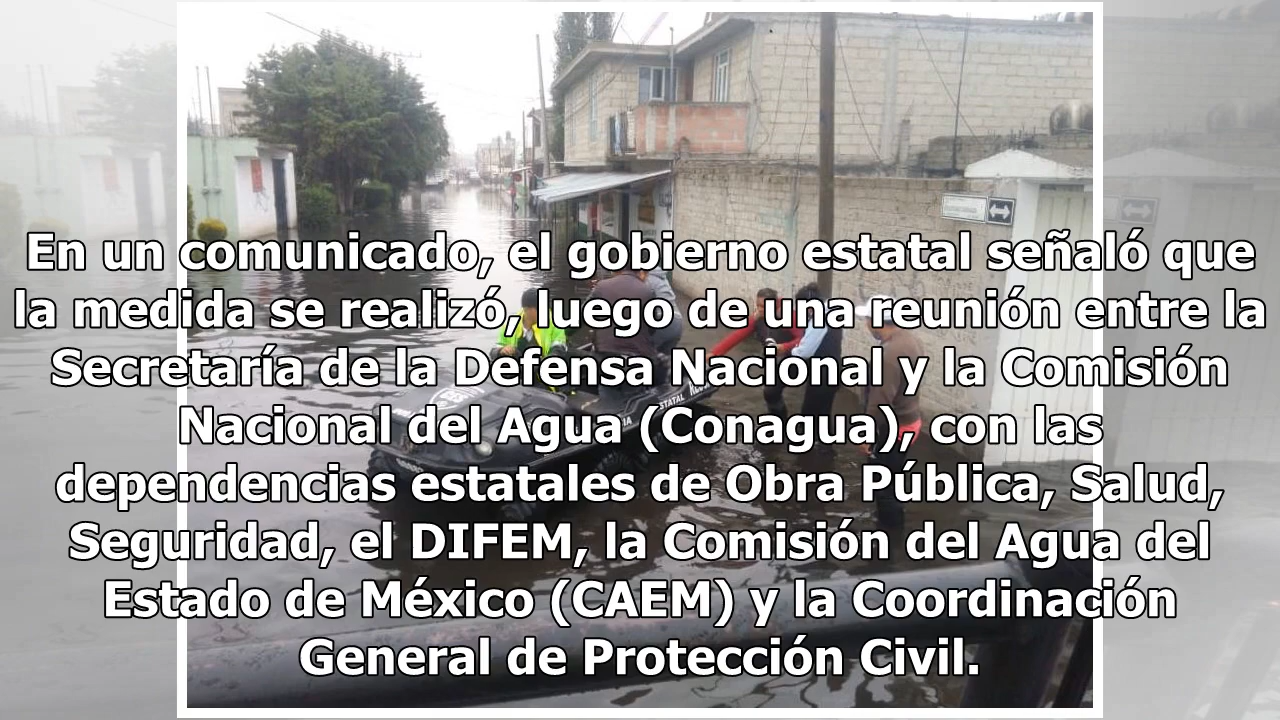 En un comunicado, el gobierno estatal señaló que
la medida se realizó, luego de una reunión entre la
Secretaría de la Defensa Nacional y la Comisión
Nacional del Agua (Conagua), con las
dependencias estatales de Obra Pública, Salud,
Seguridad, el DIFEM, la Comisión del Agua del
Estado de México (CAEM) y la Coordinación
General de Protección Civil.
ESTATAL